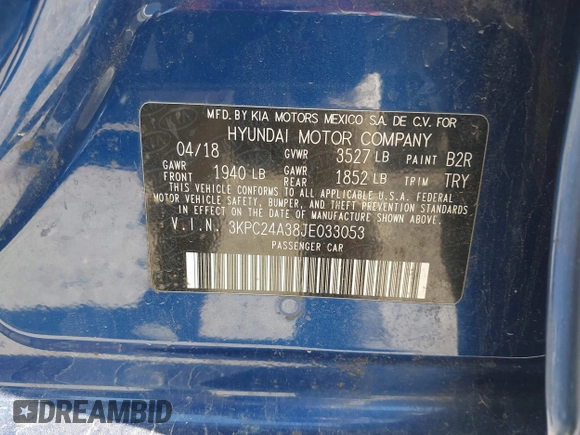 MFD. BY KIA MOTORS MEXICO S.A. DE C.V. FOR
HYUNDAI MOTOR COMPANY
04/18 GVWR 3527 LB PAINT B2R
GAWR FRONT 1940 LB GAWR REAR 1852 LB TRIM TRY
THIS VEHICLE CONFORMS TO ALL APPLICABLE U.S.A. FEDERAL
MOTOR VEHICLE SAFETY, BUMPER, AND THEFT PREVENTION STANDARDS
IN EFFECT ON THE DATE OF MANUFACTURE SHOWN ABOVE.
V.I.N. 3KPC24A38JE033053
PASSENGER CAR
DREAMBID